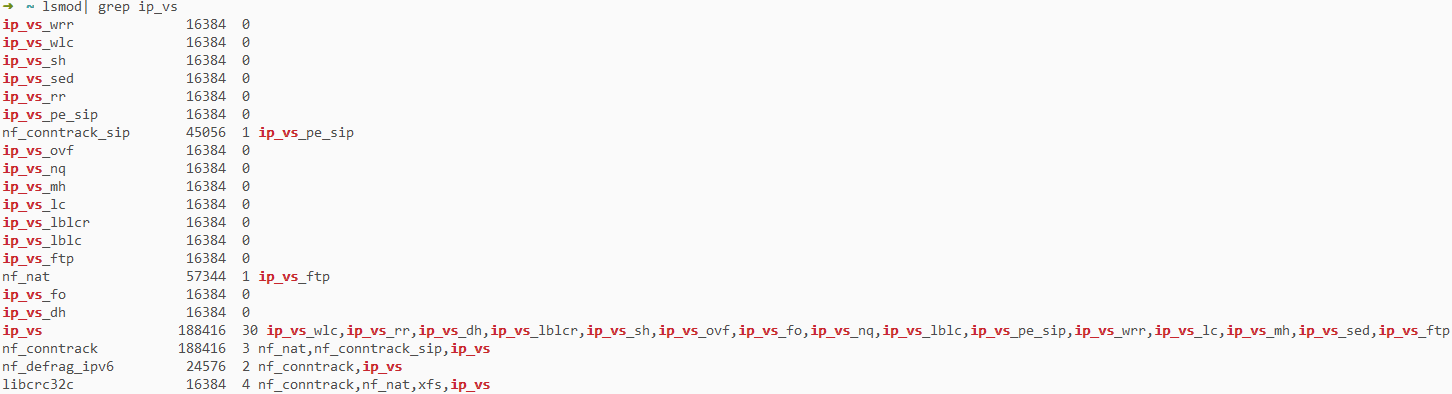 ➜ ~ lsmod| grep ip_vs
ip_vs_wrr 16384 0
ip_vs_wlc 16384 0
ip_vs_sh 16384 0
ip_vs_sed 16384 0
ip_vs_rr 16384 0
ip_vs_pe_sip 16384 0
nf_conntrack_sip 45056 1 ip_vs_pe_sip
ip_vs_ovf 16384 0
ip_vs_nq 16384 0
ip_vs_mh 16384 0
ip_vs_lc 16384 0
ip_vs_lblcr 16384 0
ip_vs_lblc 16384 0
ip_vs_ftp 16384 0
nf_nat 57344 1 ip_vs_ftp
ip_vs_fo 16384 0
ip_vs_dh 16384 0
ip_vs 188416 30 ip_vs_wlc,ip_vs_rr,ip_vs_dh,ip_vs_lblcr,ip_vs_sh,ip_vs_ovf,ip_vs_fo,ip_vs_nq,ip_vs_lblc,ip_vs_pe_sip,ip_vs_wrr,ip_vs_lc,ip_vs_mh,ip_vs_sed,ip_vs_ftp
nf_conntrack 188416 3 nf_nat,nf_conntrack_sip,ip_vs
nf_defrag_ipv6 24576 2 nf_conntrack,ip_vs
libcrc32c 16384 4 nf_conntrack,nf_nat,xfs,ip_vs